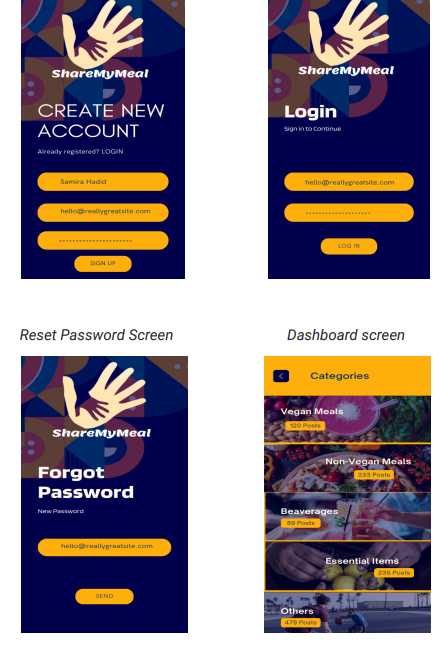 ShareMyMeal
CREATE NEW
ACCOUNT
Already registered? LOGIN
Samira Hadid
hello@reallygreatsite.com
SIGN UP
ShareMyMeal
Login
Sign in to Continue
hello@reallygreatsite.com
LOG IN
Reset Password Screen
ShareMyMeal
Forgot
Password
New Password
hello@reallygreatsite.com
SEND
Dashboard screen
Categories
Vegan Meals
120 Posts
Non-Vegan Meals
233 Posts
Beaverages
89 Posts
Essential Items
235 Posts
Others
479 Posts